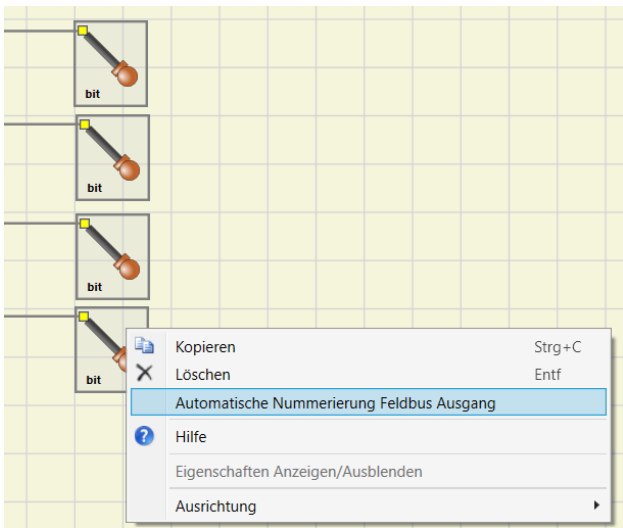 bit
bit
bit
bit
Kopieren Strg+C
Löschen Entf
Automatische Nummerierung Feldbus Ausgang
Hilfe
Eigenschaften Anzeigen/Ausblenden
Ausrichtung